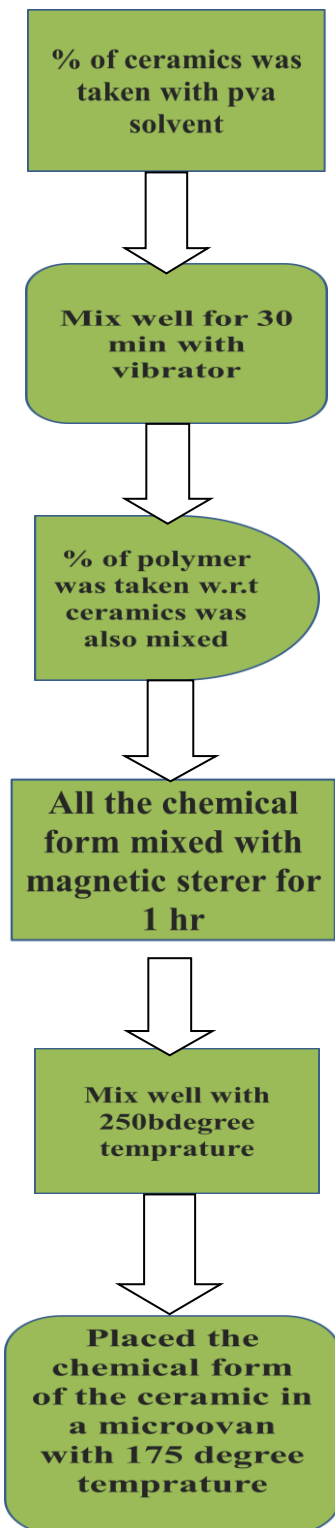 % of ceramics was
taken with pva
solvent
Mix well for 30
min with
vibrator
% of polymer
was taken w.r.t
ceramics was
also mixed
All the chemical
form mixed with
magnetic sterer for
1 hr
Mix well with
250bdegree
temprature
Placed the
chemical form
of the ceramic in
a microovan
with 175 degree
temprature